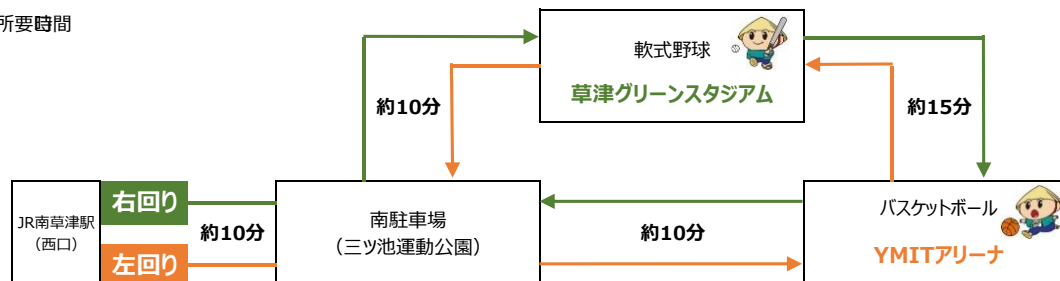 所要時間
軟式野球
草津グリーンスタジアム
約10分
約15分
JR南草津駅
（西口）
右回り
左回り
約10分
南駐車場
（三ツ池運動公園）
約10分
バスケットボール
YMITアリーナ